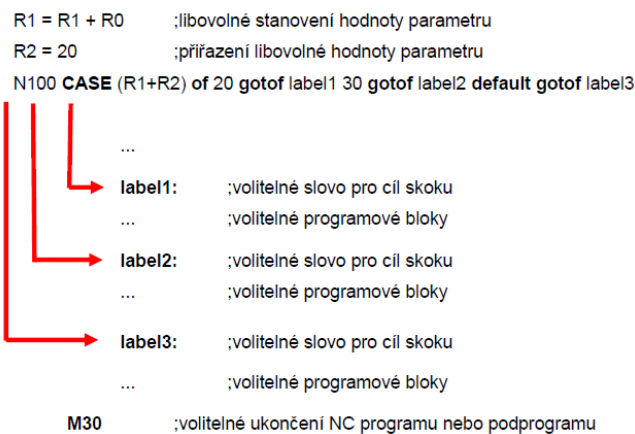 R1 = R1 + R0 ;libovolné stanovení hodnoty parametru
R2 = 20 ;přiřazení libovolné hodnoty parametru
N100 CASE (R1+R2) of 20 gotof label1 30 gotof label2 default gotof label3
...
label1: ;volitelné slovo pro cíl skoku
... ;volitelné programové bloky
label2: ;volitelné slovo pro cíl skoku
... ;volitelné programové bloky
label3: ;volitelné slovo pro cíl skoku
... ;volitelné programové bloky
M30 ;volitelné ukončení NC programu nebo podprogramu